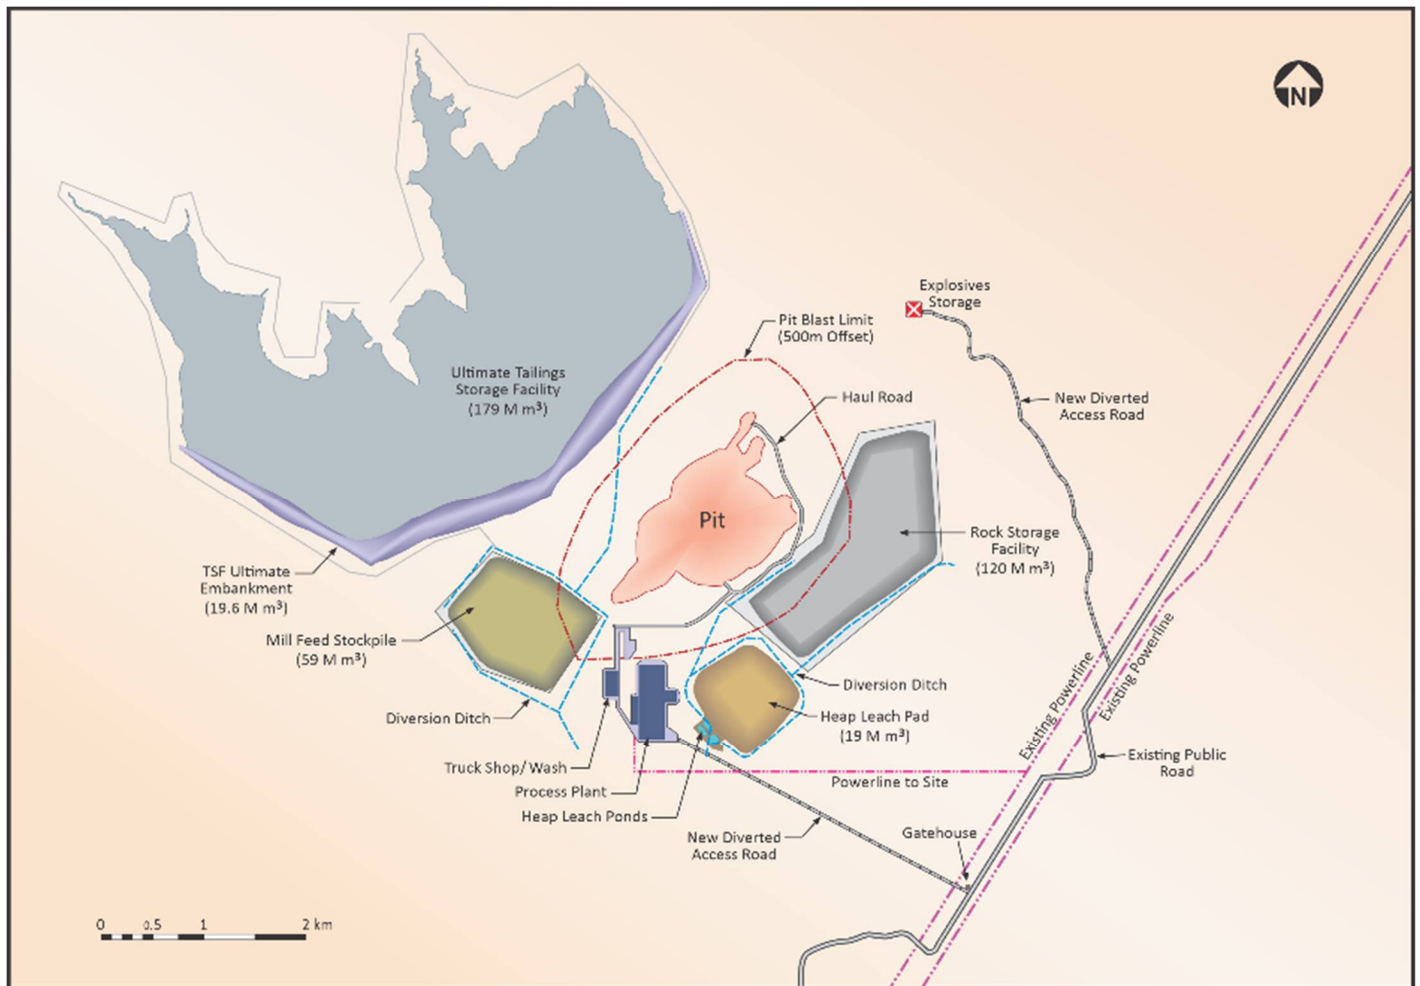 N
Explosives
Storage
Pit Blast Limit
(500m Offset)
Ultimate Tailings
Storage Facility
(179 M m³)
Haul Road
New Diverted
Access Road
Pit
Rock Storage
Facility
(120 M m³)
TSF Ultimate
Embankment
(19.6 M m³)
Mill Feed Stockpile
(59 M m³)
Existing Powerline
Existing Powerline
Diversion Ditch
Diversion Ditch
Heap Leach Pad
(19 M m³)
Existing Public
Road
Truck Shop/ Wash
Powerline to Site
Process Plant
Heap Leach Ponds
New Diverted
Access Road
Gatehouse
0 0.5 1 2 km